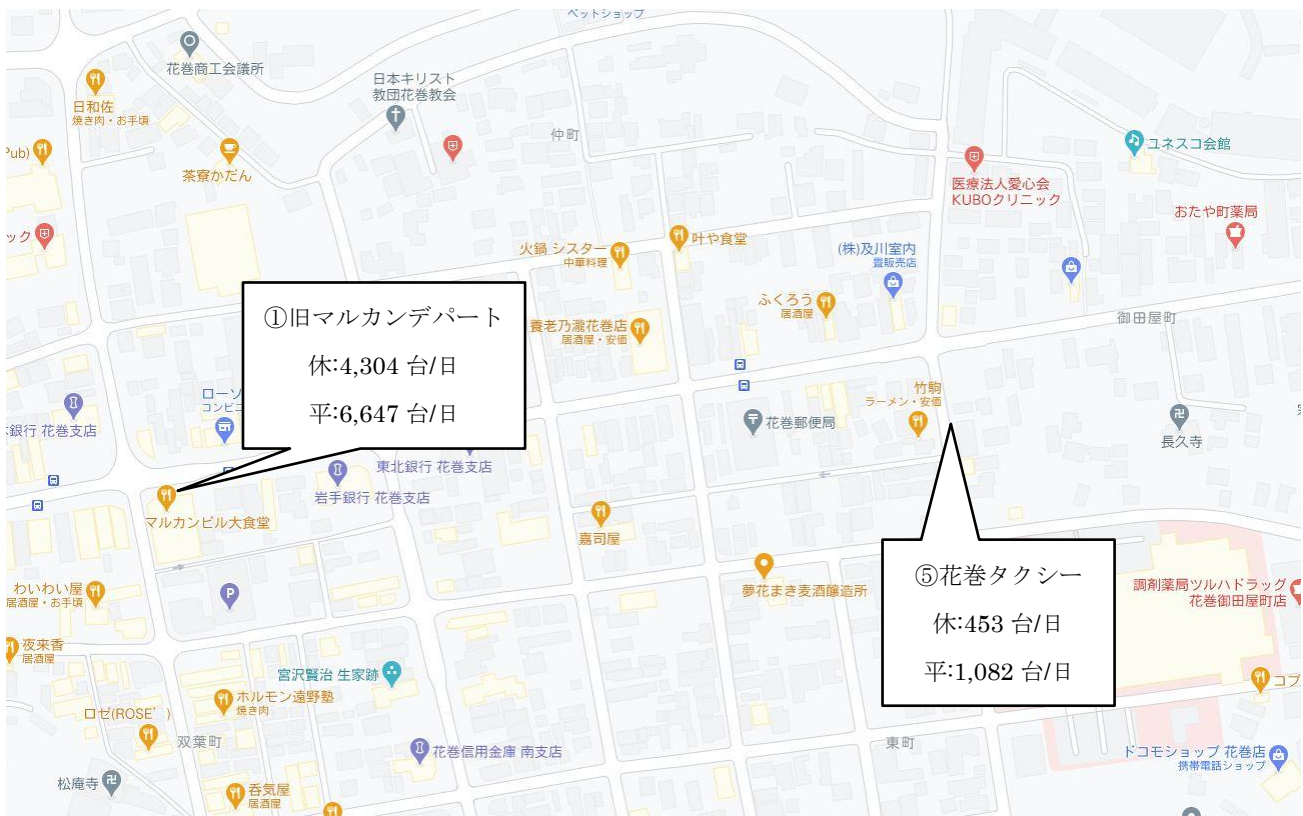 ペットショップ
花巻商工会議所
日本キリスト
教団花巻教会
日和佐
焼き肉・お手頃
仲町
ユネスコ会館
Pub)
茶寮かだん
医療法人愛心会
KUBOクリニック
おたや町薬局
ック
叶や食堂
火鍋 シスター
中華料理
(株)及川室内
畳販売店
ふくろう
居酒屋
①旧マルカンデパート
休:4,304 台/日
平:6,647 台/日
養老乃瀧花巻店
居酒屋・安価
御田屋町
ローソ
コンビニ
竹駒
ラーメン・安価
銀行 花巻支店
花巻郵便局
長久寺
東北銀行 花巻支店
岩手銀行 花巻支店
マルカンビル大食堂
嘉司屋
⑤花巻タクシー
休:453 台/日
平:1,082 台/日
わいわい屋
居酒屋・お手頃
P
夢花まき麦酒醸造所
調剤薬局ツルハドラッグ
花巻御田屋町店
夜来香
居酒屋
宮沢賢治 生家跡
ホルモン遠野塾
焼き肉
コプ
ロゼ(ROSE’)
双葉町
花巻信用金庫 南支店
東町
ドコモショップ 花巻店
携帯電話ショップ
松庵寺
呑気屋
居酒屋